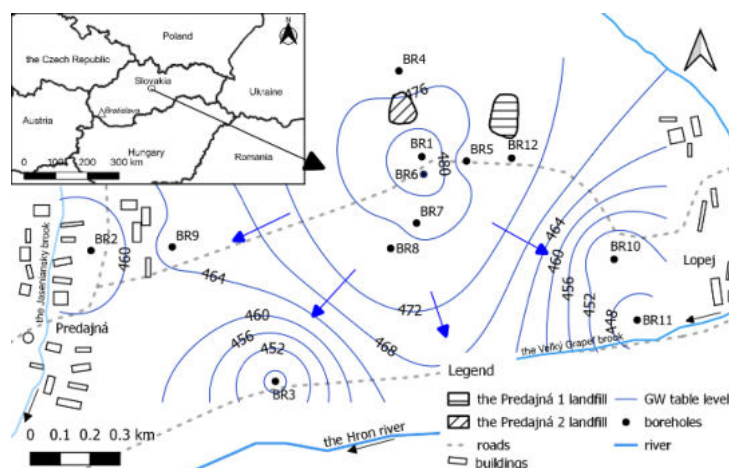 N
Poland
the Czech Republic
Slovakia
Bratislava
Ukraine
Austria
Hungary
Romania
0 100 200 300 km
BR4
476
BR1
BR5
BR12
480
BR6
BR7
BR8
BR2
460
BR9
464
464
460
456
452
448
BR10
BR11
Lopej
the Jaseniansky brook
Predajná
472
468
460
456
452
BR3
the Veľký Grapeľ brook
the Hron river
0 0.1 0.2 0.3 km
Legend
the Predajná 1 landfill
the Predajná 2 landfill
roads
buildings
GW table level
boreholes
river